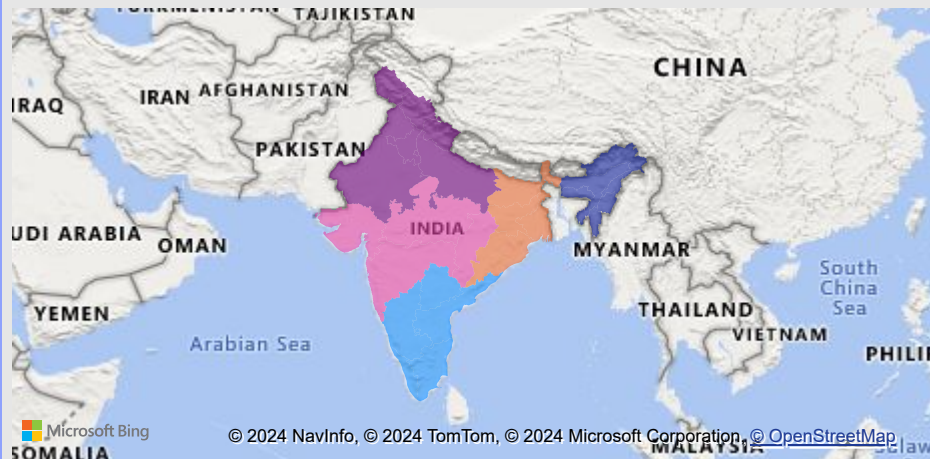 TURKMENISTAN
TAJIKISTAN
CHINA
IRAN
AFGHANISTAN
IRAQ
PAKISTAN
INDIA
UDI ARABIA
OMAN
MYANMAR
South
China
Sea
YEMEN
THAILAND
VIETNAM
Arabian Sea
PHILI
Microsoft Bing
© 2024 NavInfo, © 2024 TomTom, © 2024 Microsoft Corporation, © OpenStreetMap
MALAYSIA
SOMALIA